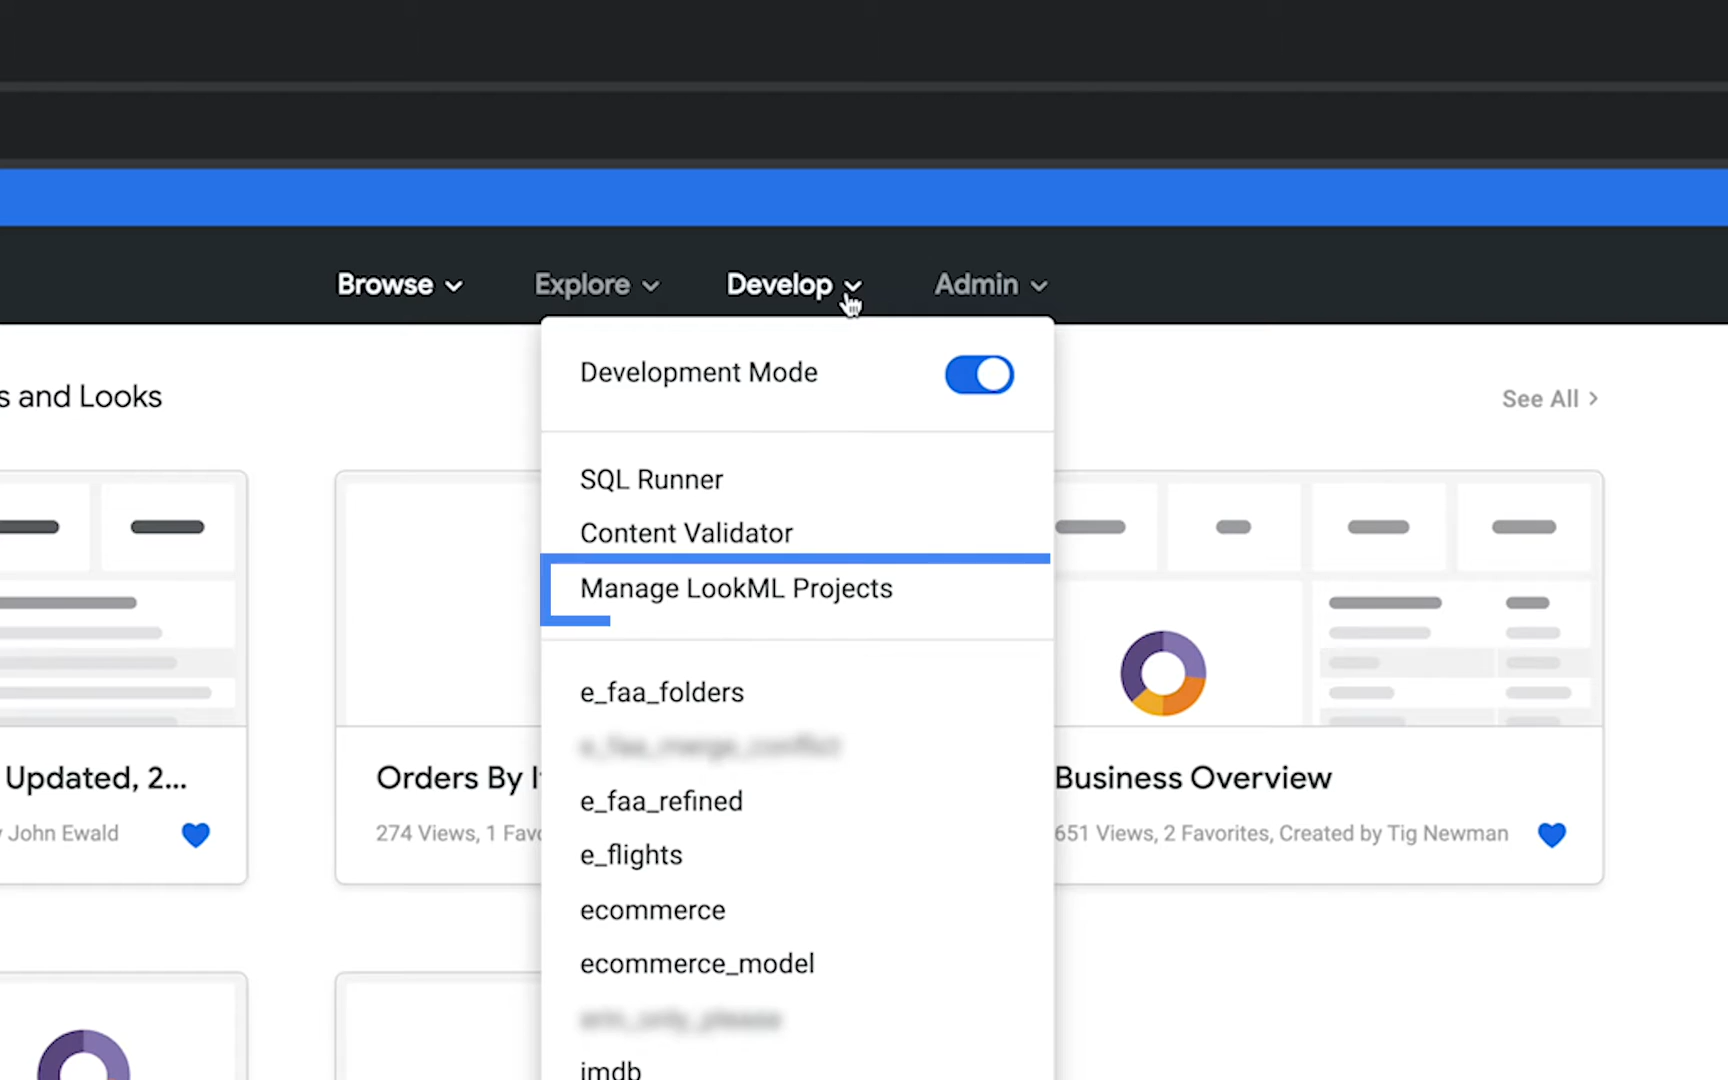 Browse Explore Develop Admin
Development Mode
s and Looks
See All
SQL Runner
Content Validator
Manage LookML Projects
e_faa_folders
e_faa_refined
Updated, 2...
Orders By I
Business Overview
John Ewald
274 Views, 1 Favo
651 Views, 2 Favorites, Created by Tig Newman
e_flights
ecommerce
ecommerce_model
imdb